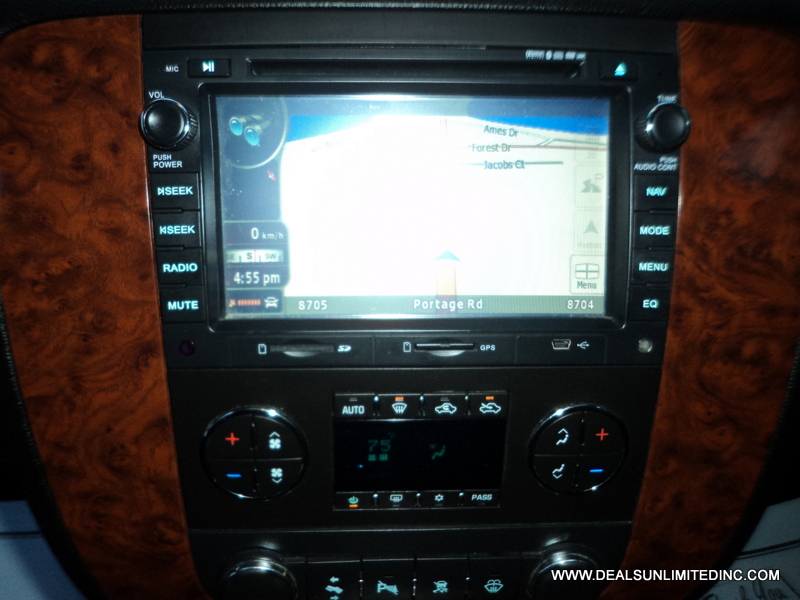 MIC
VOL
TUNE
PUSH
POWER
PUSH
AUDIO CONT
SEEK
SEEK
RADIO
MUTE
NAV
MODE
MENU
EQ
Ames Dr
Forest Dr
Jacobs Ct
0 km/h
S SW
4:55 pm
Menu
8705 Portage Rd 8704
GPS
AUTO
75°
PASS
WWW.DEALSUNLIMITEDINC.COM